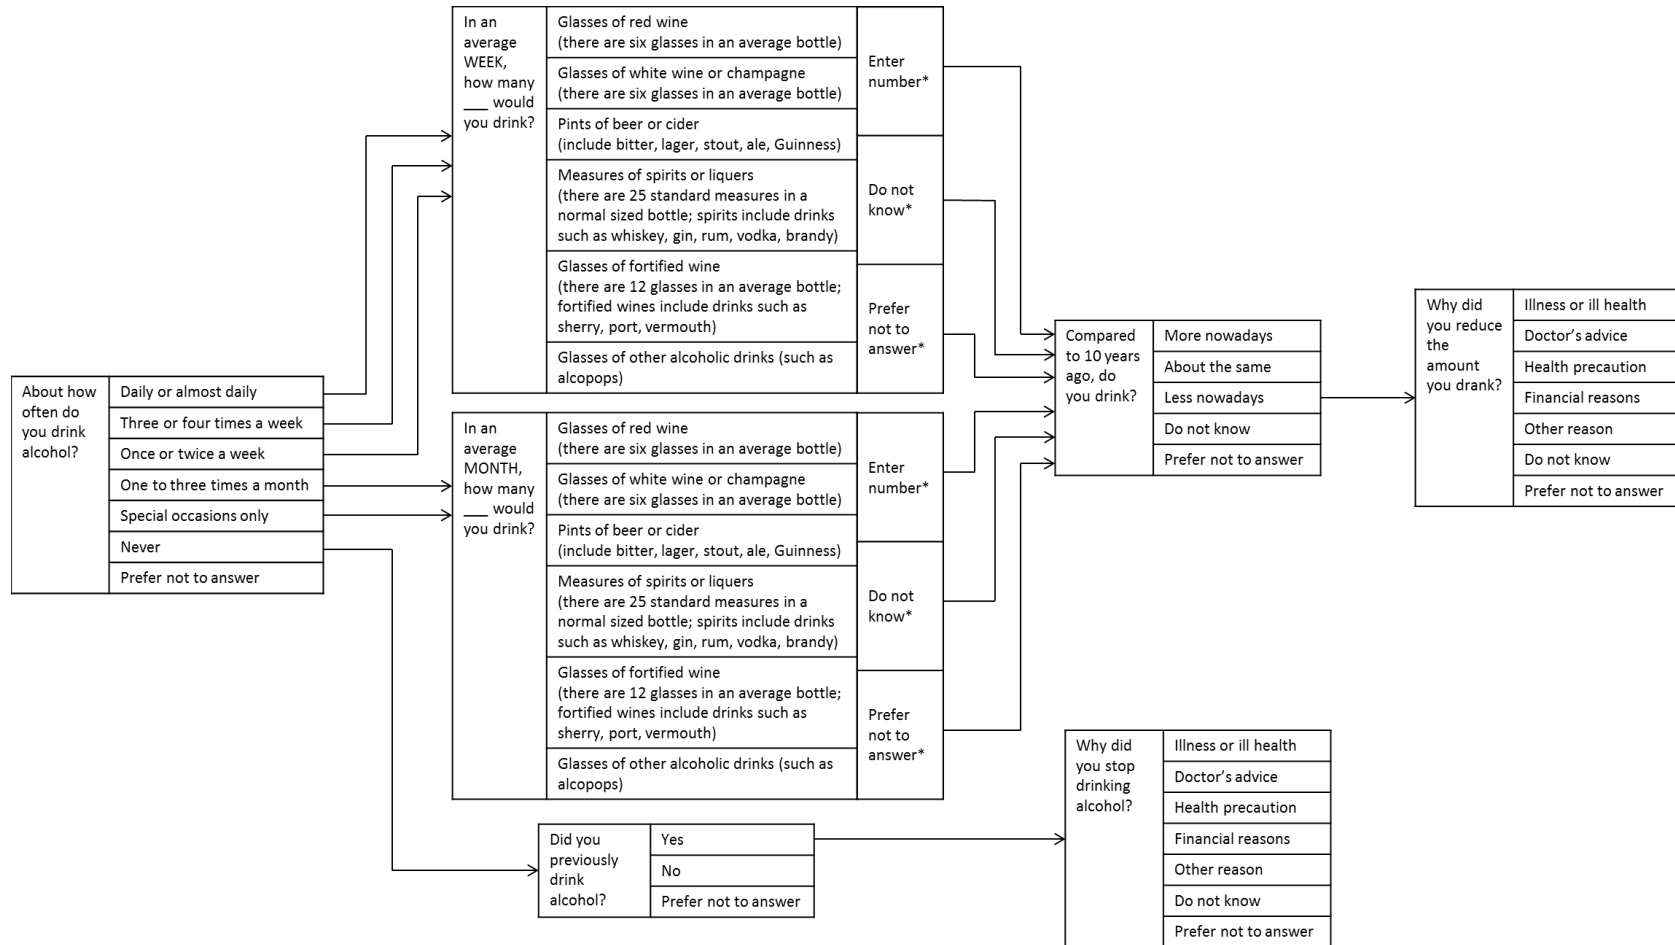 About how
often do
you drink
alcohol?
Daily or almost daily
Three or four times a week
Once or twice a week
One to three times a month
Special occasions only
Never
Prefer not to answer
In an
average
WEEK,
how many
___ would
you drink?
Glasses of red wine
(there are six glasses in an average bottle)
Glasses of white wine or champagne
(there are six glasses in an average bottle)
Pints of beer or cider
(include bitter, lager, stout, ale, Guinness)
Measures of spirits or liquers
(there are 25 standard measures in a
normal sized bottle; spirits include drinks
such as whiskey, gin, rum, vodka, brandy)
Glasses of fortified wine
(there are 12 glasses in an average bottle;
fortified wines include drinks such as
sherry, port, vermouth)
Glasses of other alcoholic drinks (such as
alcopops)
Enter
number*
Do not
know*
Prefer
not to
answer*
In an
average
MONTH,
how many
___ would
you drink?
Glasses of red wine
(there are six glasses in an average bottle)
Glasses of white wine or champagne
(there are six glasses in an average bottle)
Pints of beer or cider
(include bitter, lager, stout, ale, Guinness)
Measures of spirits or liquers
(there are 25 standard measures in a
normal sized bottle; spirits include drinks
such as whiskey, gin, rum, vodka, brandy)
Glasses of fortified wine
(there are 12 glasses in an average bottle;
fortified wines include drinks such as
sherry, port, vermouth)
Glasses of other alcoholic drinks (such as
alcopops)
Enter
number*
Do not
know*
Prefer
not to
answer*
Did you
previously
drink
alcohol?
Yes
No
Prefer not to answer
Compared
to 10 years
ago, do
you drink?
More nowadays
About the same
Less nowadays
Do not know
Prefer not to answer
Why did
you reduce
the
amount
you drank?
Illness or ill health
Doctor's advice
Health precaution
Financial reasons
Other reason
Do not know
Prefer not to answer
Why did
you stop
drinking
alcohol?
Illness or ill health
Doctor's advice
Health precaution
Financial reasons
Other reason
Do not know
Prefer not to answer